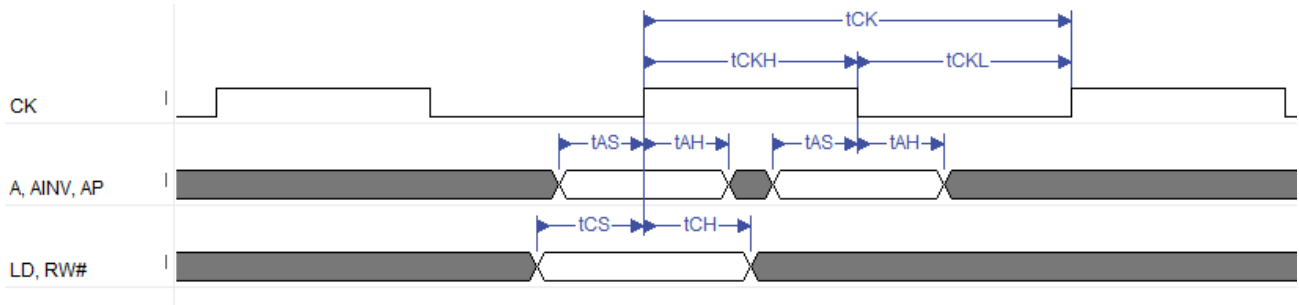 tCK
tCKH tCKL
CK
tAS tAH tAS tAH
A, AINV, AP
tCS tCH
LD, RW#